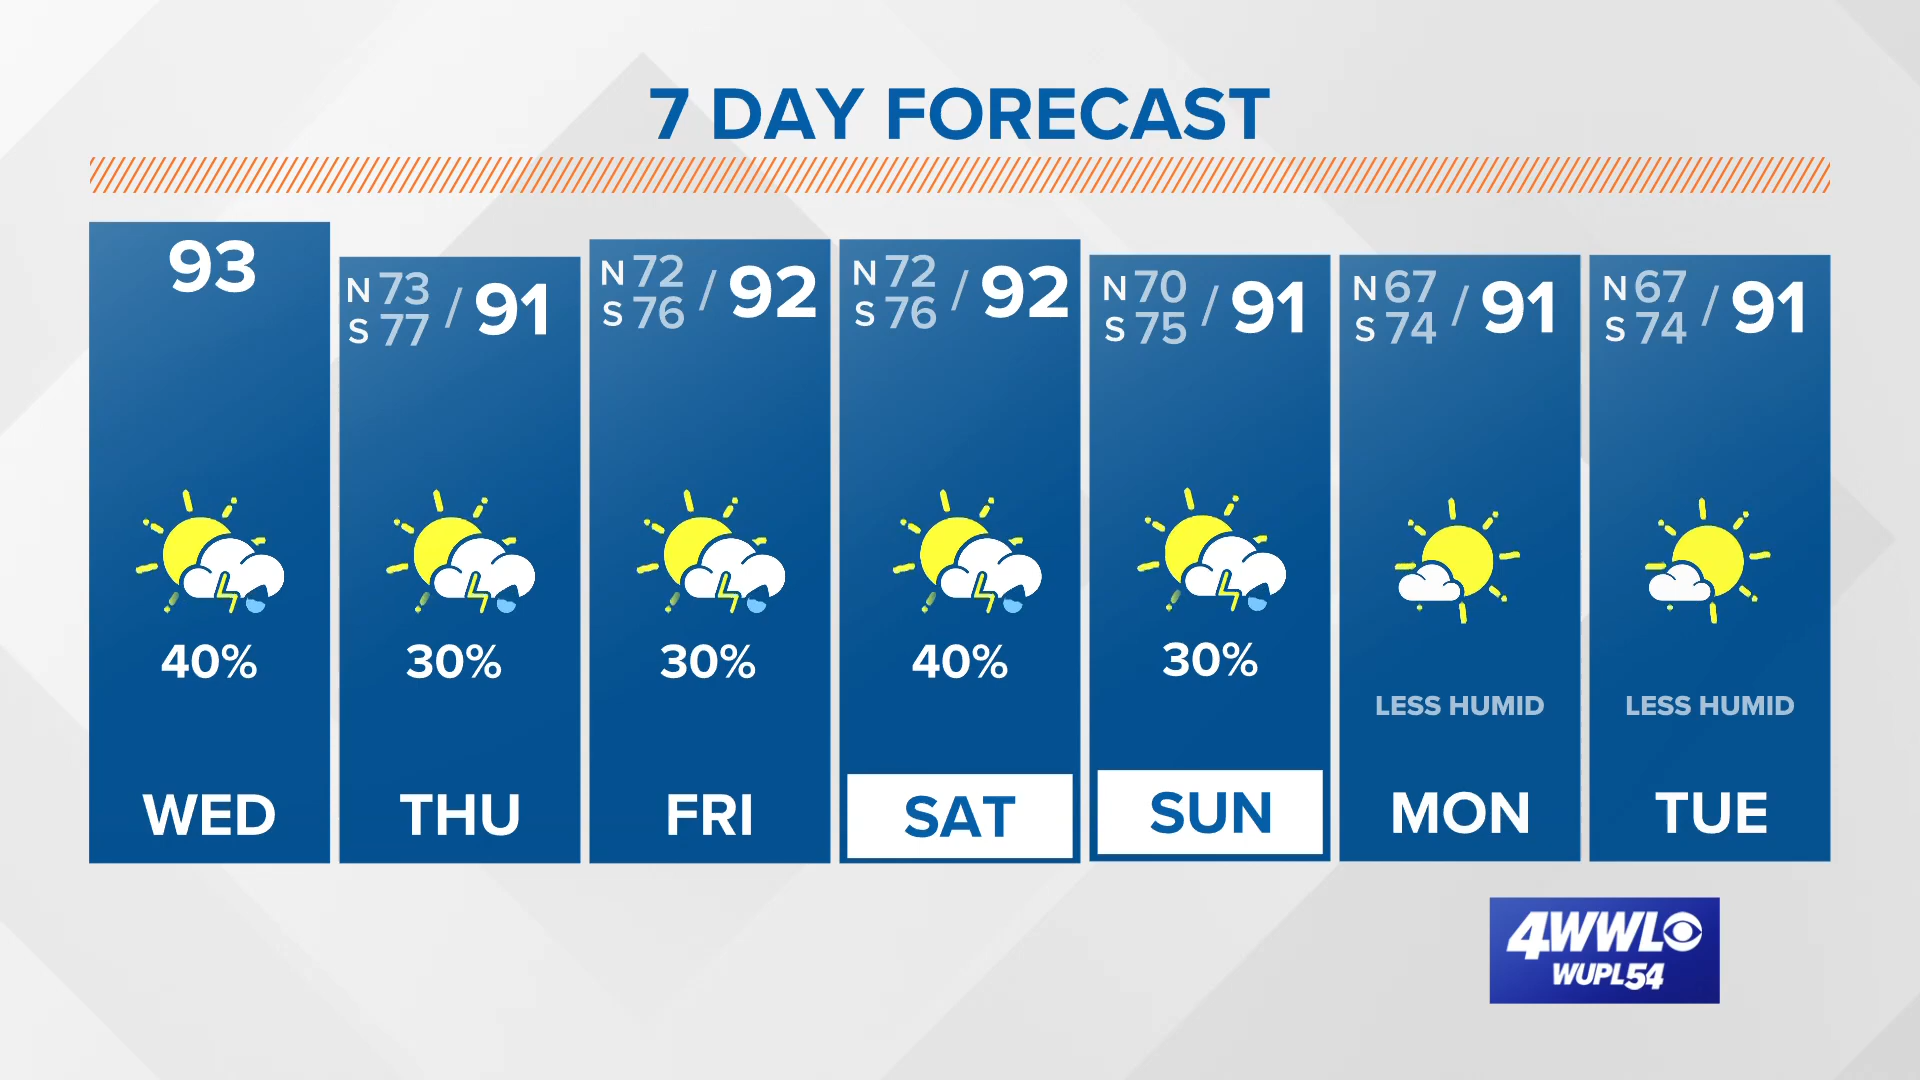 7 DAY FORECAST
93
40%
WED
N 73
S 77 / 91
30%
THU
N 72
S 76 / 92
30%
FRI
N 72
S 76 / 92
40%
SAT
N 70
S 75 / 91
30%
SUN
N 67
S 74 / 91
LESS HUMID
MON
N 67
S 74 / 91
LESS HUMID
TUE
4WWL
WUPL54